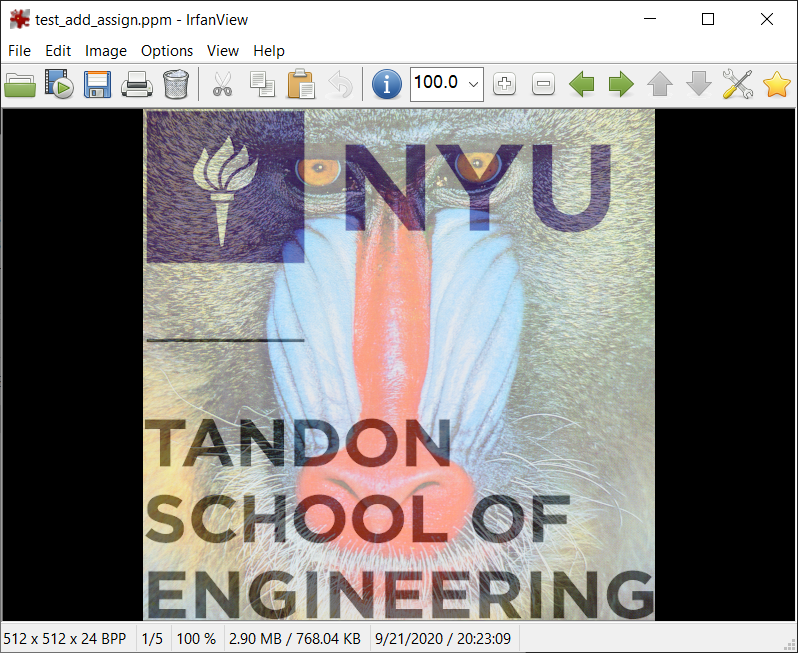 test_add_assign.ppm - IrfanView
File Edit Image Options View Help
100.0
NYU
TANDON
SCHOOL OF
ENGINEERING
512 x 512 x 24 BPP 1/5 100 % 2.90 MB / 768.04 KB 9/21/2020 / 20:23:09